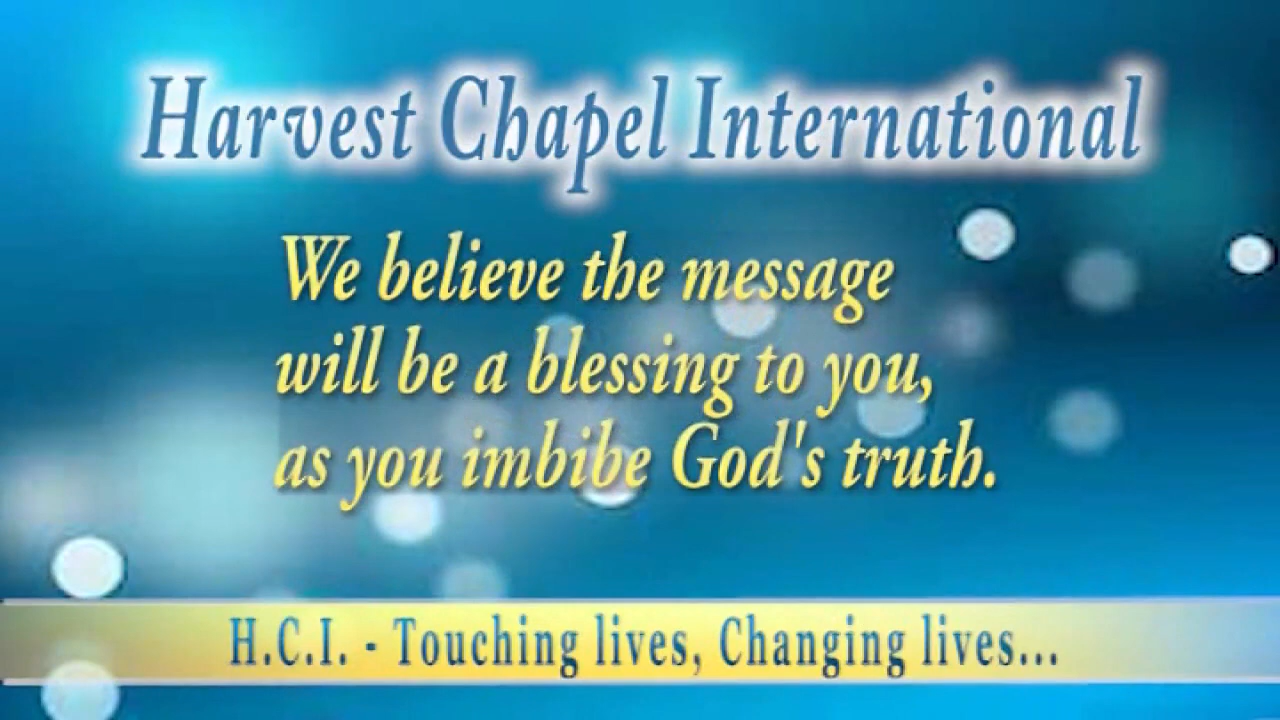 Harvest Chapel International
We believe the message
will be a blessing to you,
as you imbibe God's truth.
H.C.I. - Touching lives, Changing lives...